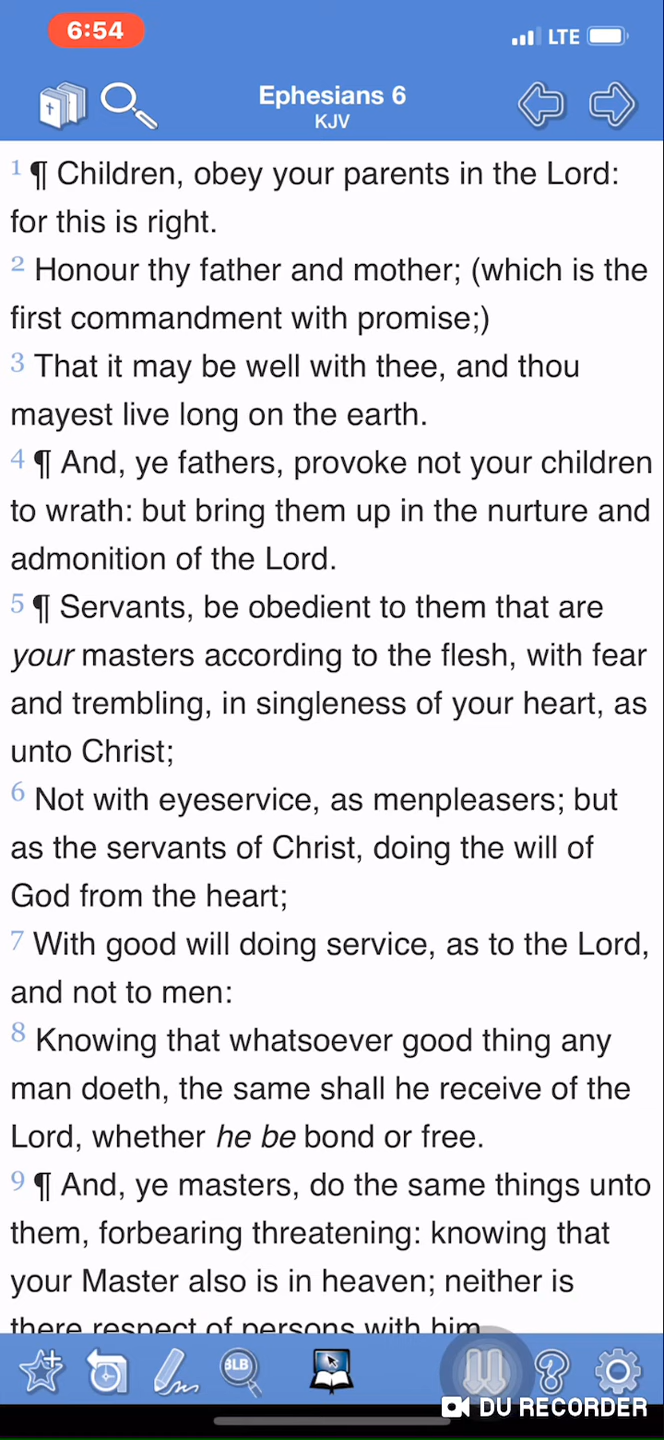 6:54
LTE
Ephesians 6
KJV
1 ¶ Children, obey your parents in the Lord:
for this is right.
2 Honour thy father and mother; (which is the
first commandment with promise;)
3 That it may be well with thee, and thou
mayest live long on the earth.
4 ¶ And, ye fathers, provoke not your children
to wrath: but bring them up in the nurture and
admonition of the Lord.
5 ¶ Servants, be obedient to them that are
your masters according to the flesh, with fear
and trembling, in singleness of your heart, as
unto Christ;
6 Not with eyeservice, as menpleasers; but
as the servants of Christ, doing the will of
God from the heart;
7 With good will doing service, as to the Lord,
and not to men:
8 Knowing that whatsoever good thing any
man doeth, the same shall he receive of the
Lord, whether he be bond or free.
9 ¶ And, ye masters, do the same things unto
them, forbearing threatening: knowing that
your Master also is in heaven; neither is
there respect of persons with him.
BLB
DU RECORDER